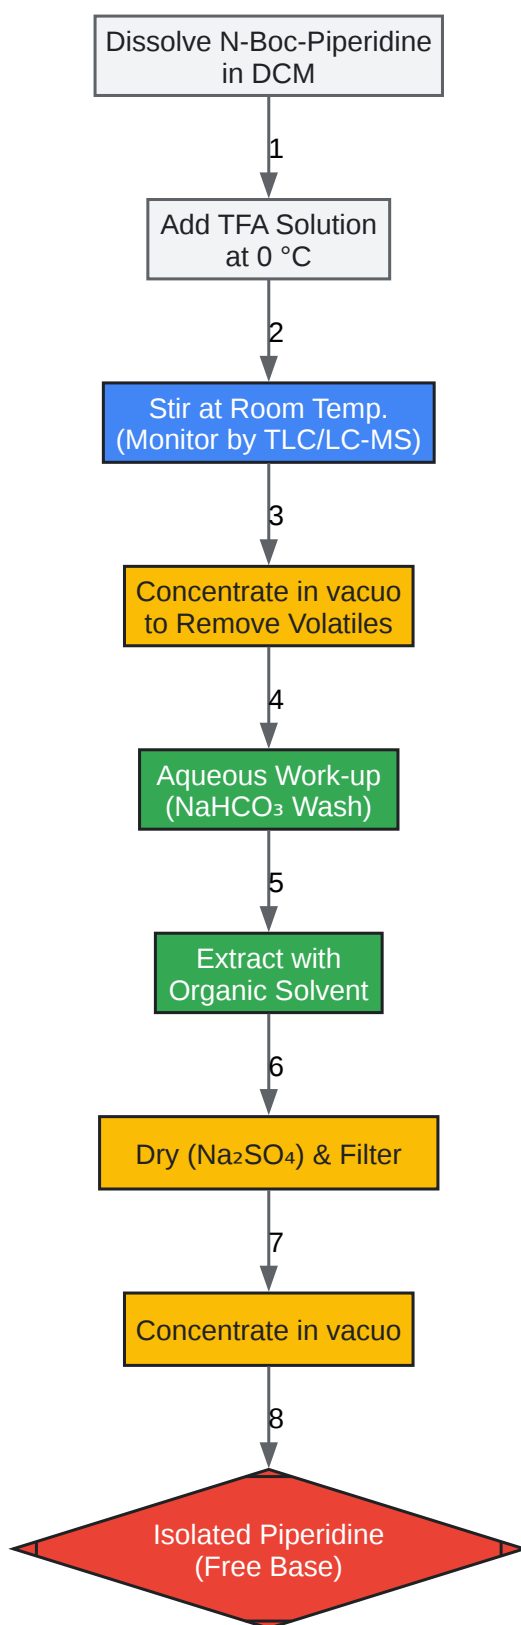 Dissolve N-Boc-Piperidine
in DCM
1
Add TFA Solution
at 0 °C
2
Stir at Room Temp.
(Monitor by TLC/LC-MS)
3
Concentrate in vacuo
to Remove Volatiles
4
Aqueous Work-up
(NaHCO₃ Wash)
5
Extract with
Organic Solvent
6
Dry (Na₂SO₄) & Filter
7
Concentrate in vacuo
8
Isolated Piperidine
(Free Base)